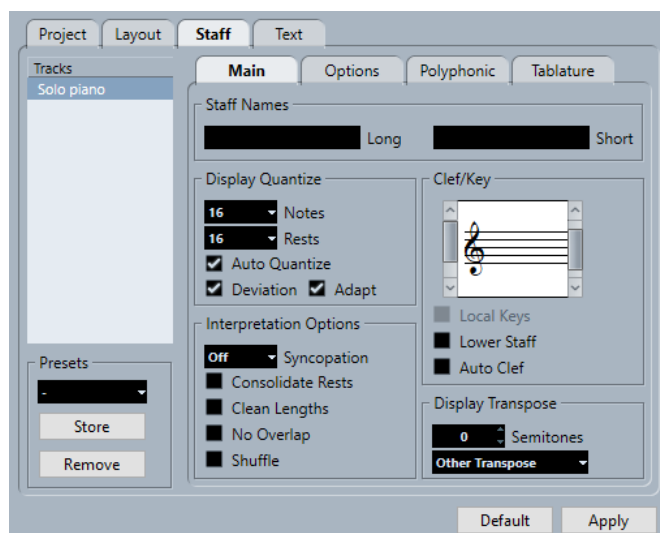 Project Layout Staff Text
Tracks
Solo piano
Main Options Polyphonic Tablature
Staff Names
Long Short
Display Quantize
16 Notes
16 Rests
Auto Quantize
Deviation Adapt
Clef/Key
Local Keys
Lower Staff
Auto Clef
Interpretation Options
Off Syncopation
Consolidate Rests
Clean Lengths
No Overlap
Shuffle
Display Transpose
0 Semitones
Other Transpose
Presets
-
Store
Remove
Default Apply